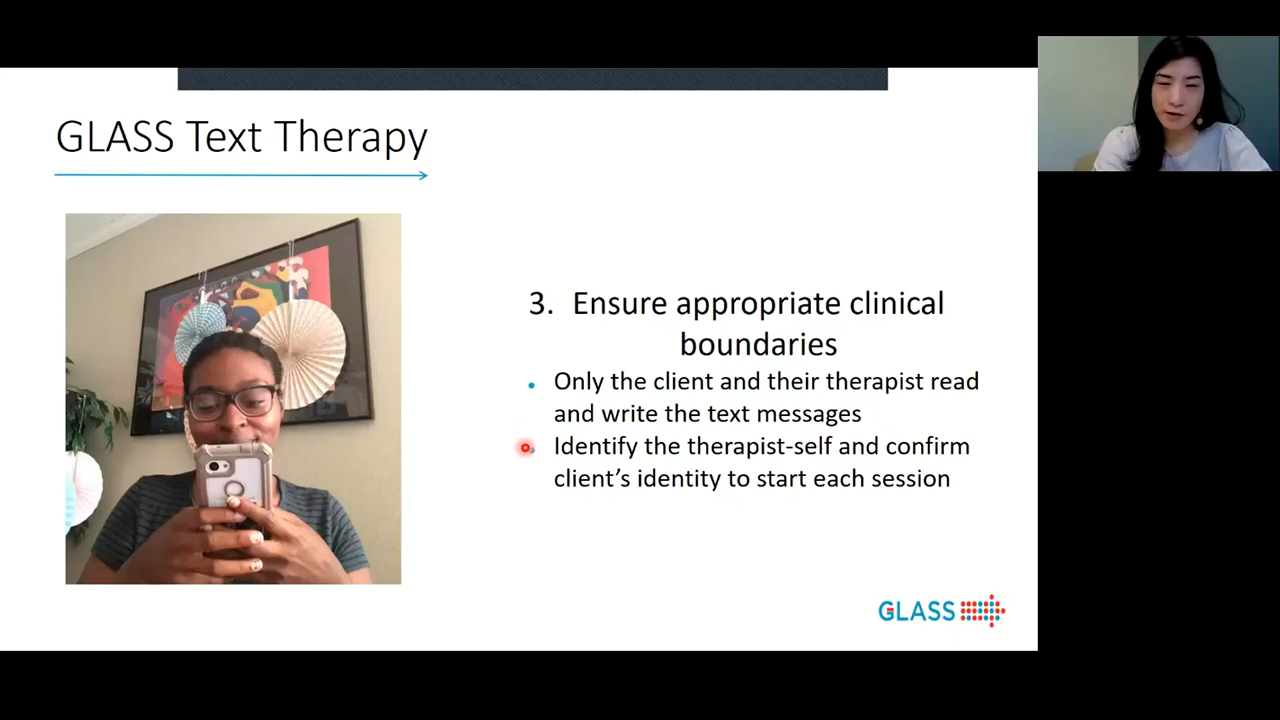 GLASS Text Therapy
3. Ensure appropriate clinical
boundaries
• Only the client and their therapist read
and write the text messages
• Identify the therapist-self and confirm
client’s identity to start each session
GLASS